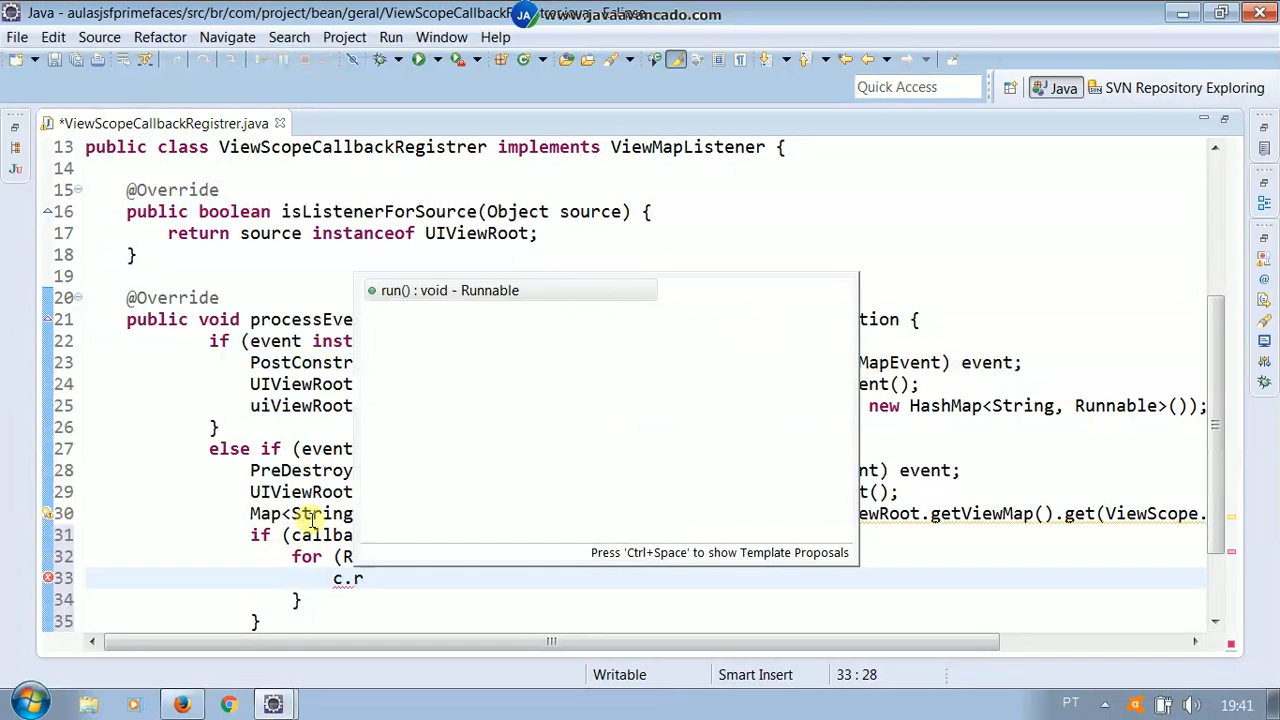 Java - aulasjsfprimefaces/src/br/com/project/bean/geral/ViewScopeCallbackR
www.javaavancado.com
File Edit Source Refactor Navigate Search Project Run Window Help
Quick Access
Java
SVN Repository Exploring
*ViewScopeCallbackRegistrer.java
13 public class ViewScopeCallbackRegistrer implements ViewMapListener {
14
15 @Override
16 public boolean isListenerForSource(Object source) {
17 return source instanceof UIViewRoot;
18 }
19
20 @Override
21 public void processEve
tion {
22 if (event inst
23 PostConstr
MapEvent) event;
24 UIViewRoot
ent();
25 uiViewRoot
new HashMap<String, Runnable>());
26 }
27 else if (event
28 PreDestroy
nt) event;
29 UIViewRoot
t();
30 Map<String
ewRoot.getViewMap().get(ViewScope.
31 if (callba
32 for (R
33 c.r
34 }
35 }
run() : void - Runnable
Press 'Ctrl+Space' to show Template Proposals
Writable
Smart Insert
33 : 28
PT
19:41